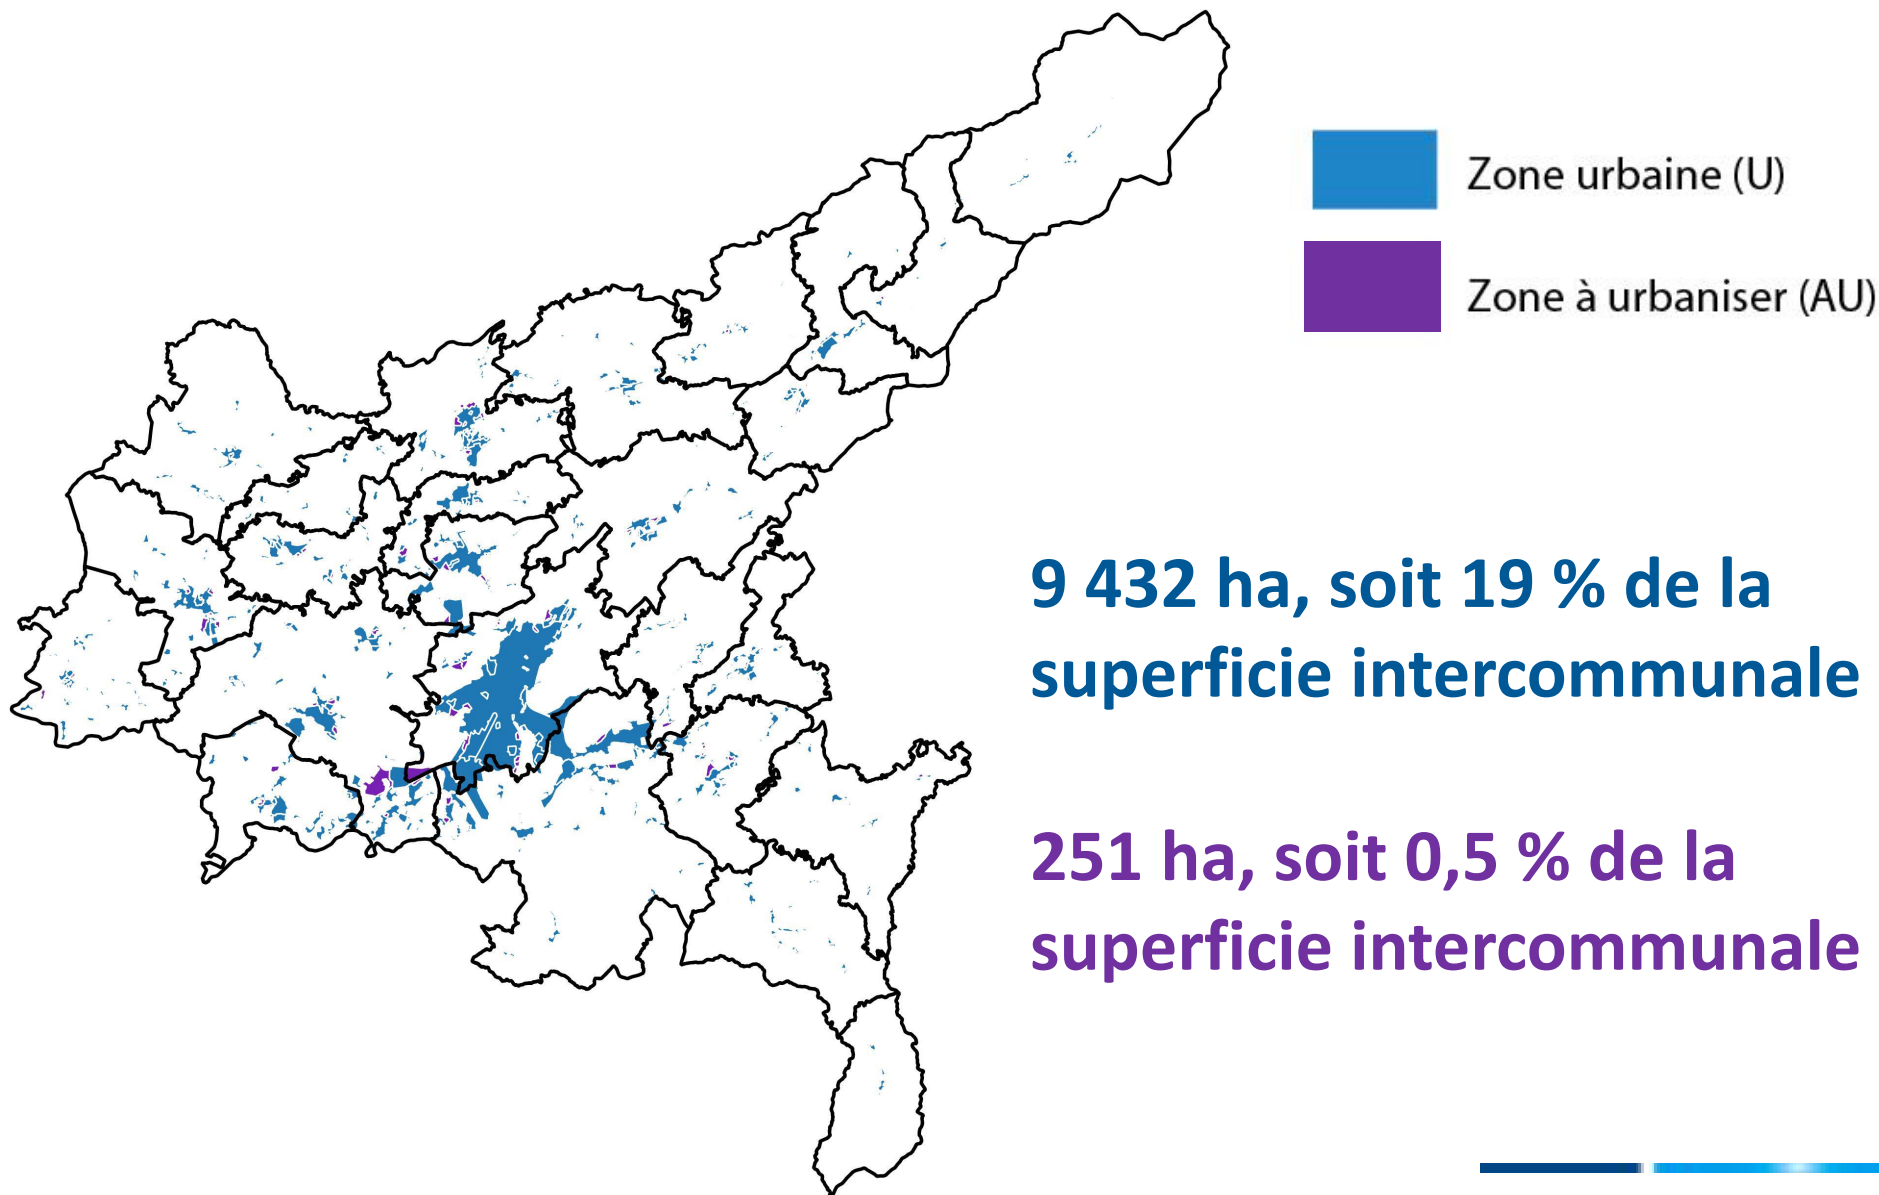 Zone urbaine (U)
Zone à urbaniser (AU)
9 432 ha, soit 19 % de la
superficie intercommunale
251 ha, soit 0,5 % de la
superficie intercommunale